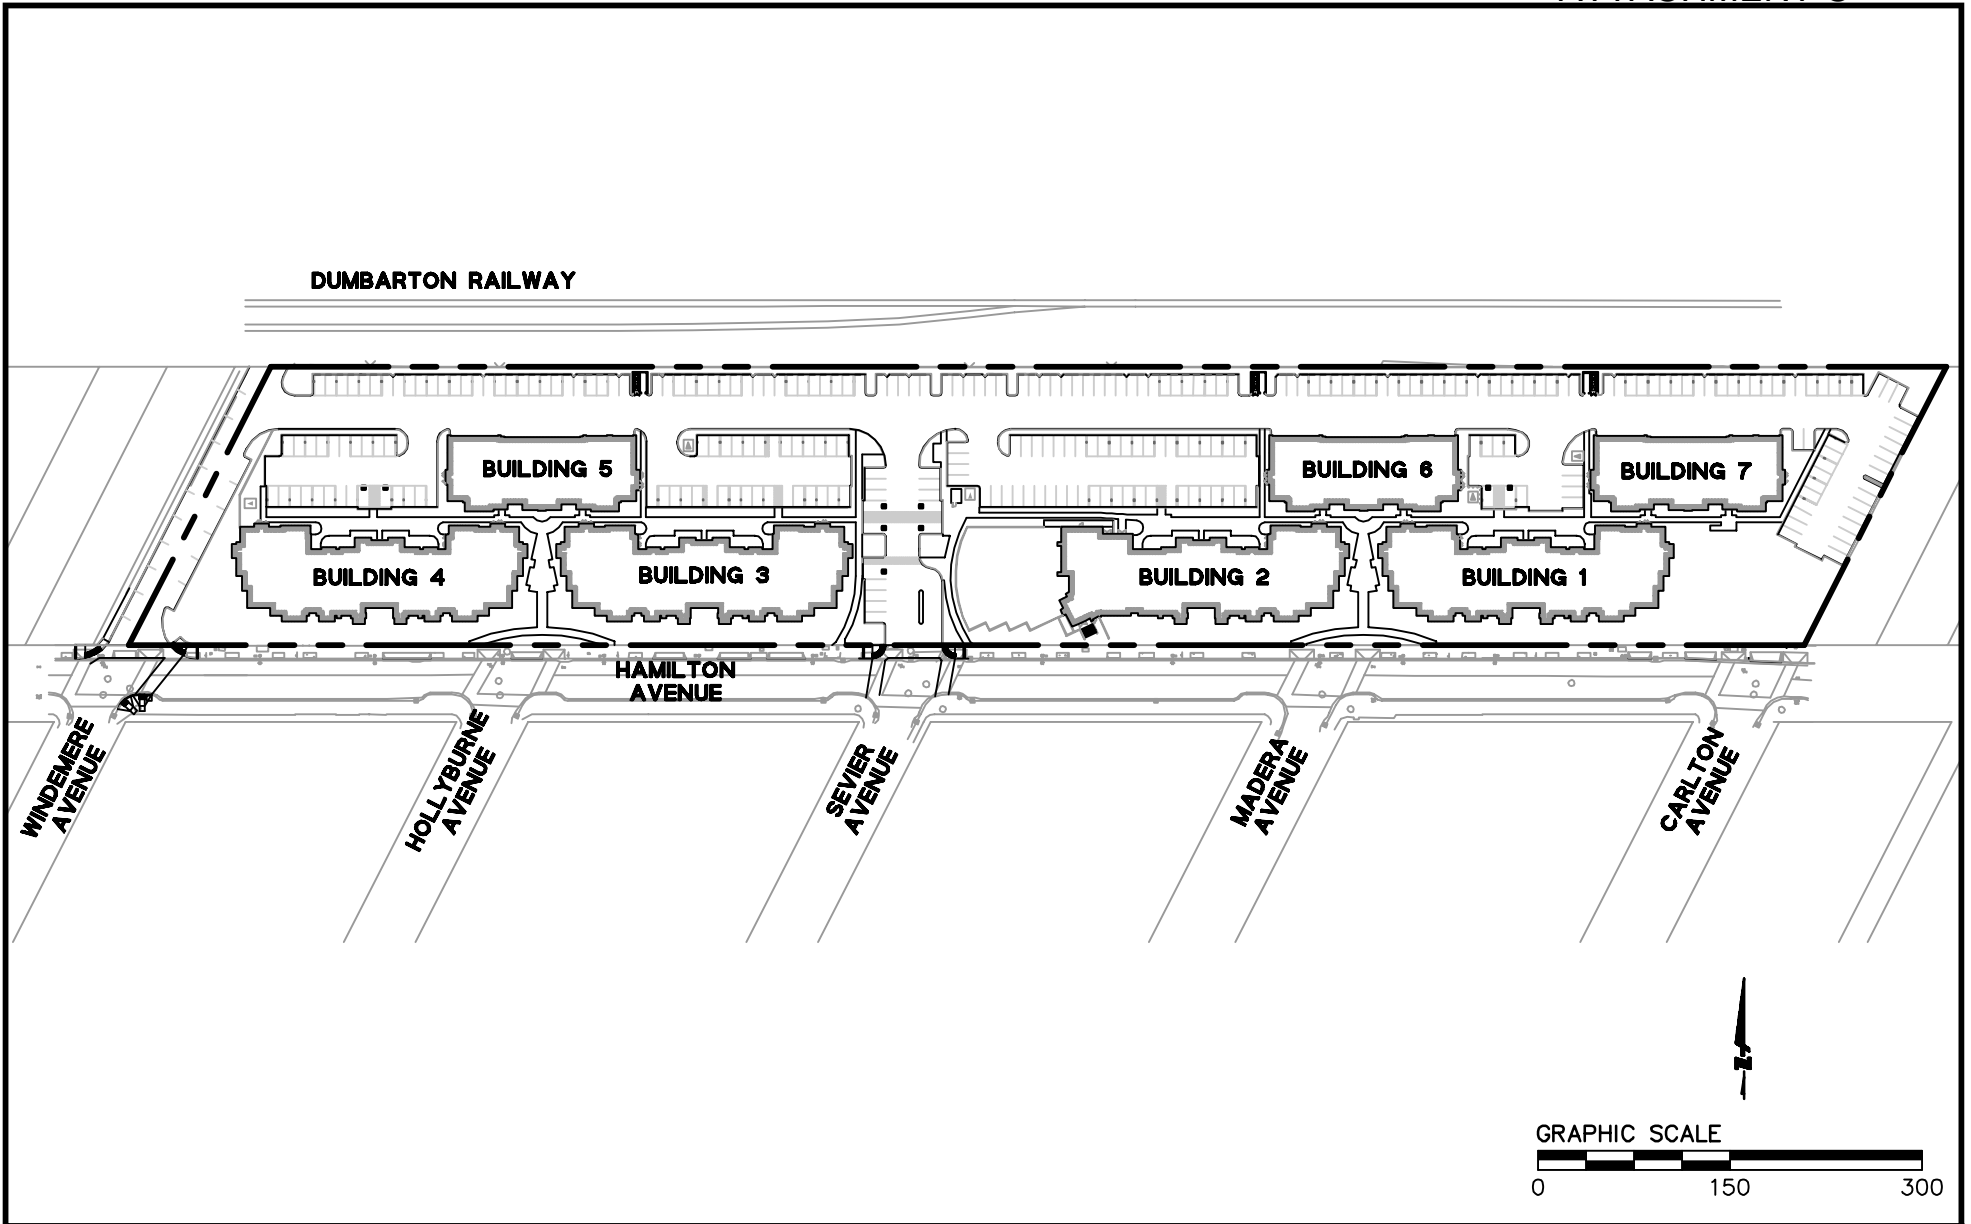 DUMBARTON RAILWAY
BUILDING 5
BUILDING 6
BUILDING 7
BUILDING 4
BUILDING 3
BUILDING 2
BUILDING 1
HAMILTON
AVENUE
WINDEMERE
AVENUE
HOLLYBURNE
AVENUE
SEVIER
AVENUE
MADERA
AVENUE
CARLTON
AVENUE
GRAPHIC SCALE
0 150 300